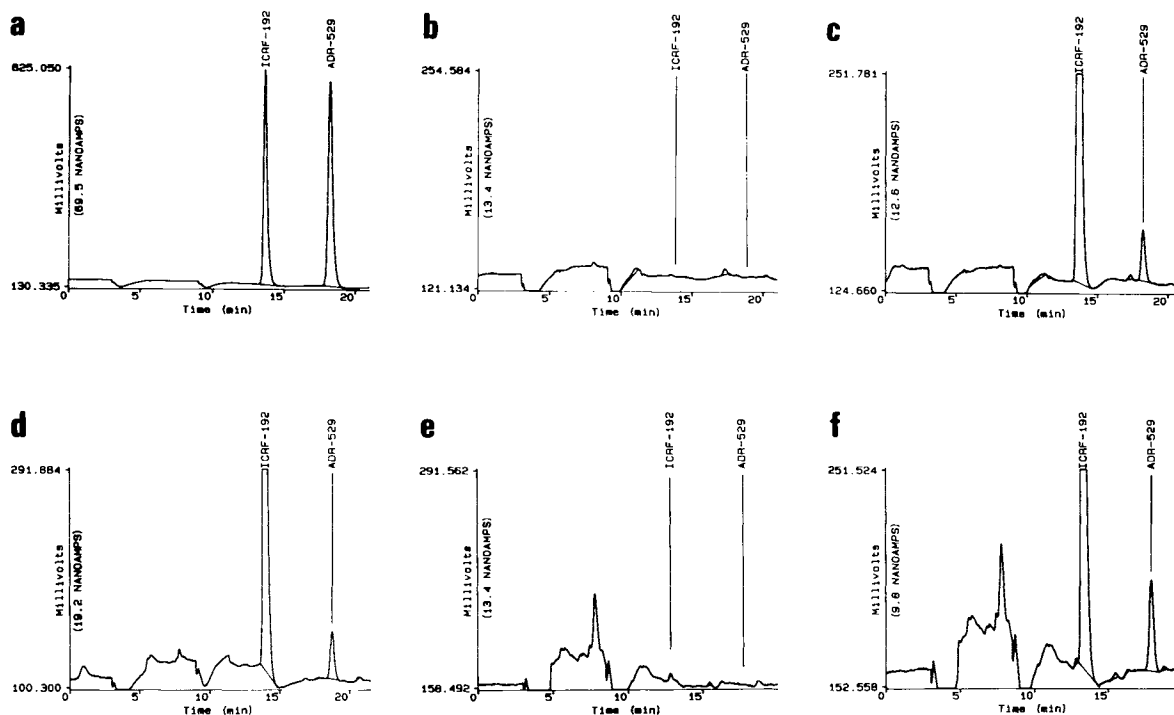 a
ICRF-192
ADR-529
825.050
Millivolts
(69.5 NANOAMPS)
130.335
0 5 10 15 20
Time (min)
b
ICRF-192
ADR-529
254.584
Millivolts
(13.4 NANOAMPS)
121.134
0 5 10 15 20
Time (min)
c
ICRF-192
ADR-529
251.781
Millivolts
(12.6 NANOAMPS)
124.660
0 5 10 15 20
Time (min)
d
ICRF-192
ADR-529
291.884
Millivolts
(19.2 NANOAMPS)
100.300
0 5 10 15 20
Time (min)
e
ICRF-192
ADR-529
291.562
Millivolts
(13.4 NANOAMPS)
158.492
0 5 10 15 20
Time (min)
f
ICRF-192
ADR-529
251.524
Millivolts
(9.8 NANOAMPS)
152.558
0 5 10 15
Time (min)